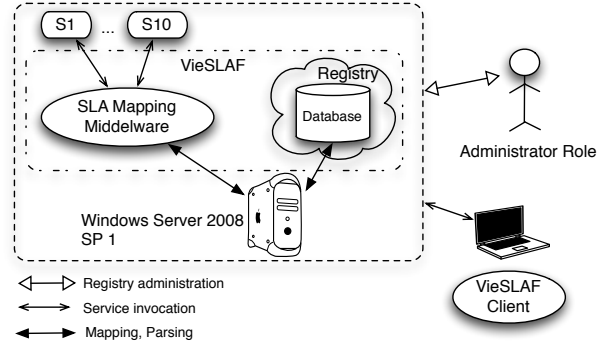 S1 ... S10
VieSLAF
Registry
SLA Mapping
Middelware
Database
Administrator Role
Windows Server 2008
SP 1
VieSLAF
Client
Registry administration
Service invocation
Mapping, Parsing